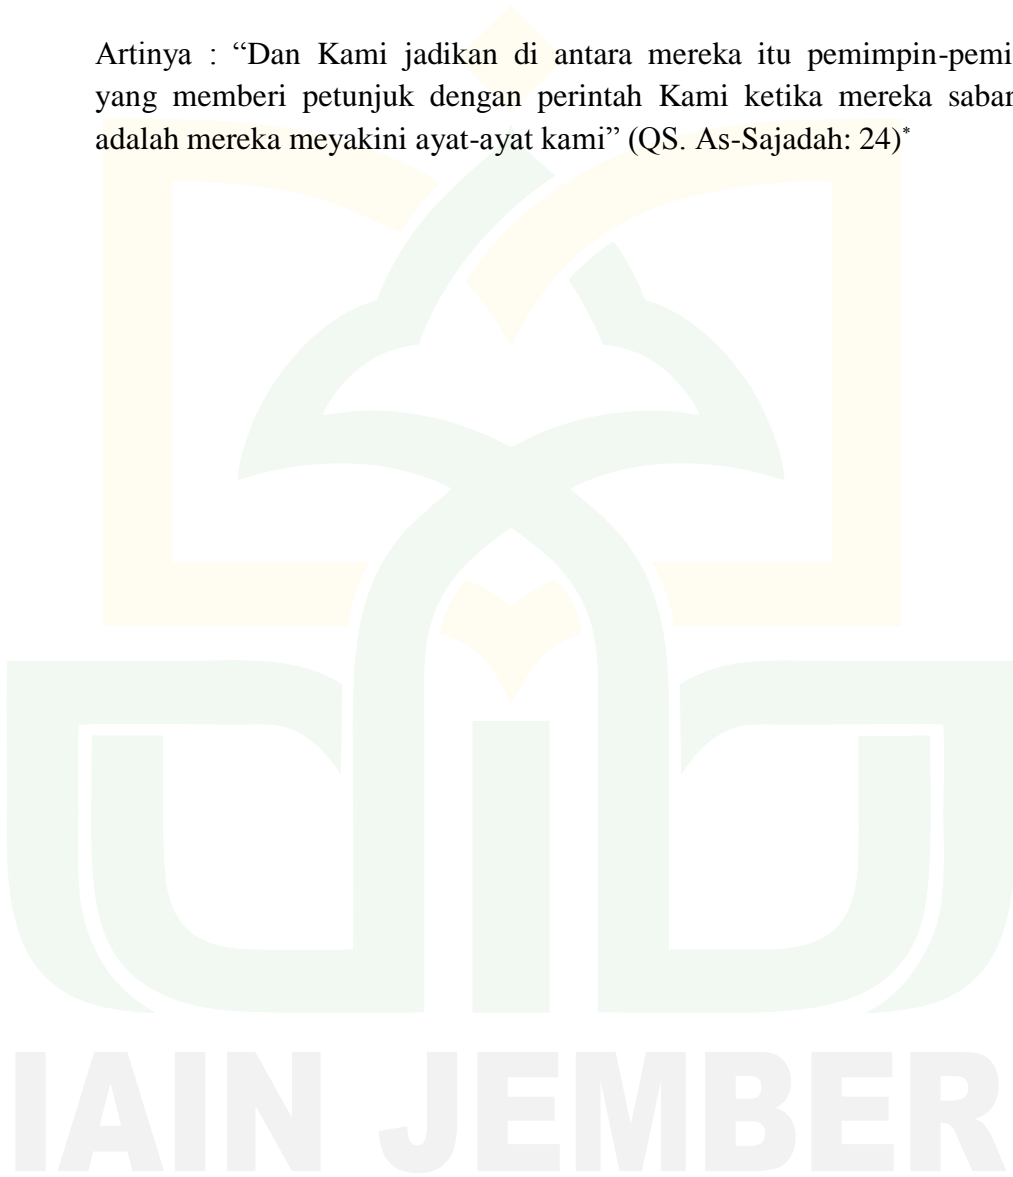 Artinya : “Dan Kami jadikan di antara mereka itu pemimpin-pemi
yang memberi petunjuk dengan perintah Kami ketika mereka sabar
adalah mereka meyakini ayat-ayat kami” (QS. As-Sajadah: 24)*
IAIN JEMBER